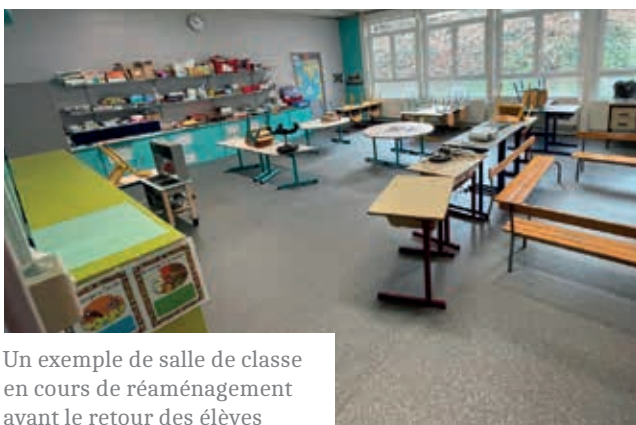 Un exemple de salle de classe
en cours de réaménagement
avant le retour des élèves